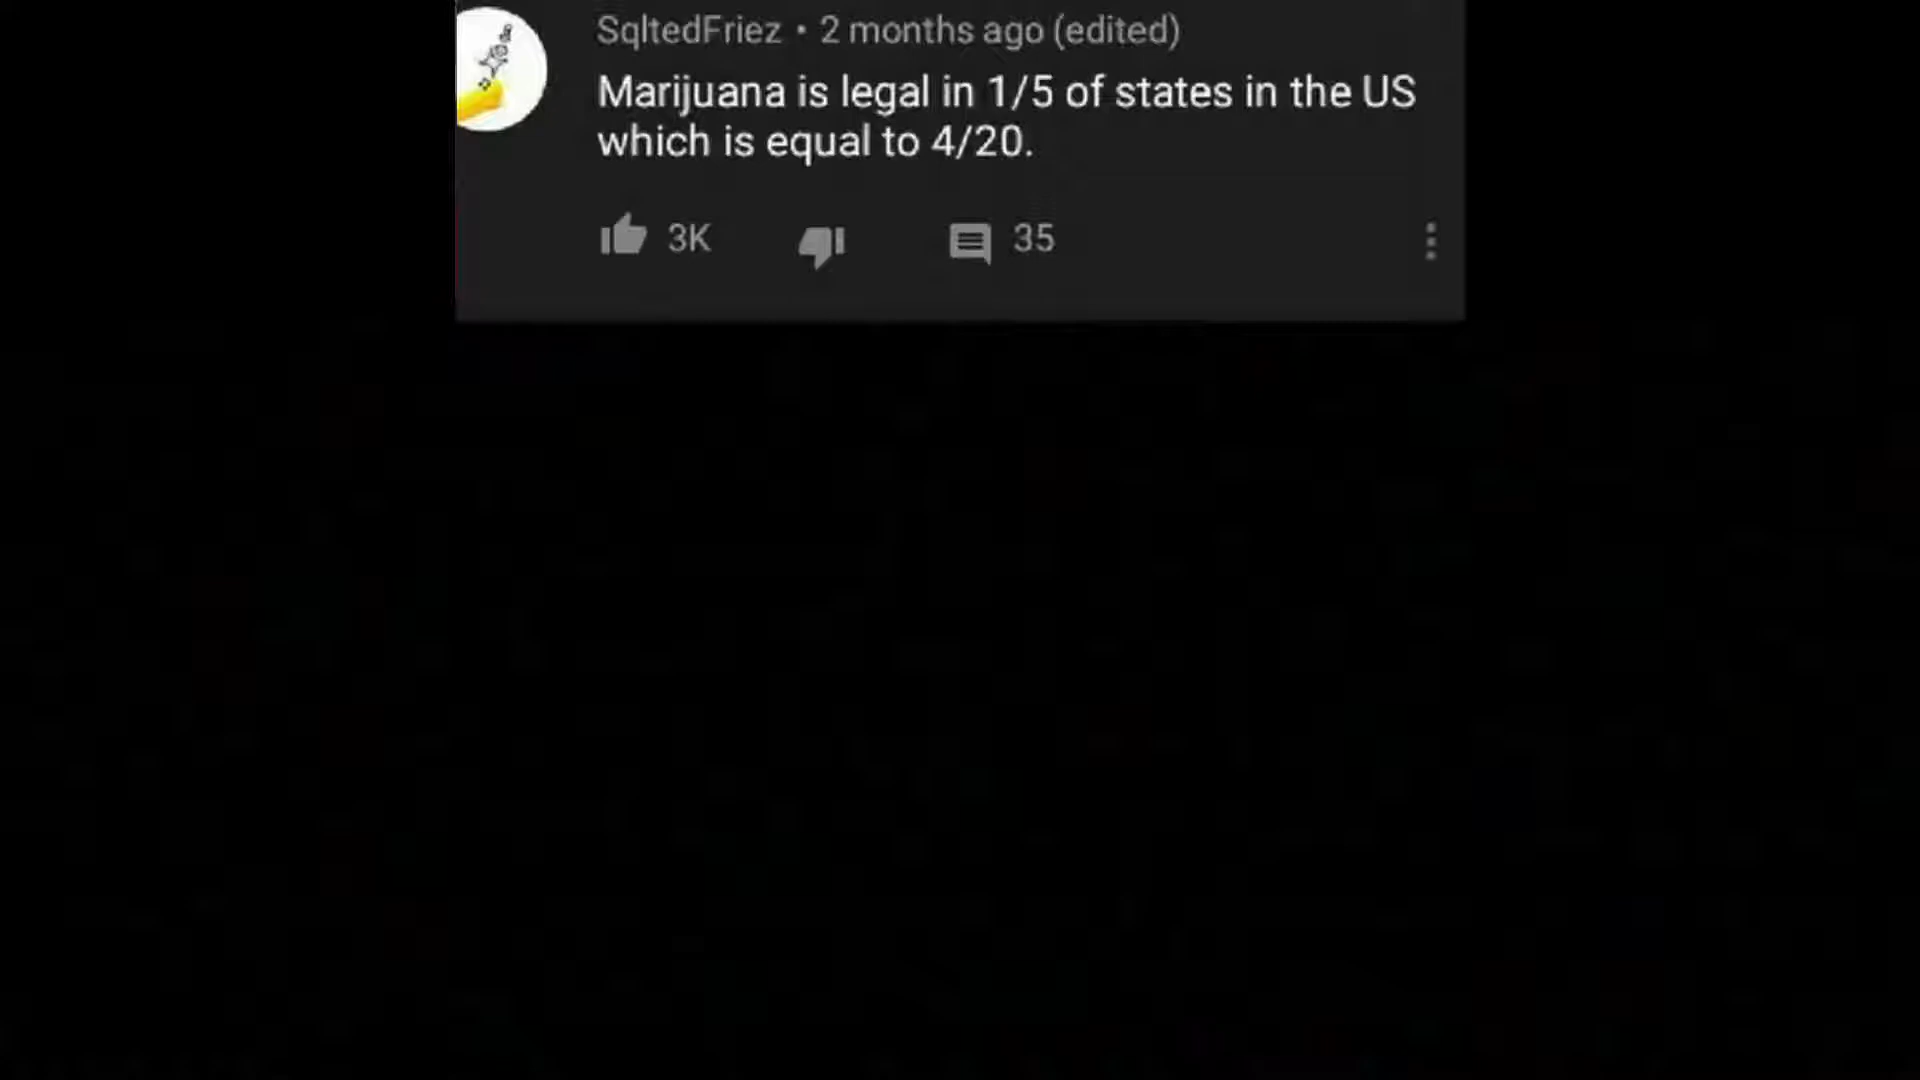 SqltedFriez • 2 months ago (edited)
Marijuana is legal in 1/5 of states in the US
which is equal to 4/20.
3K 35